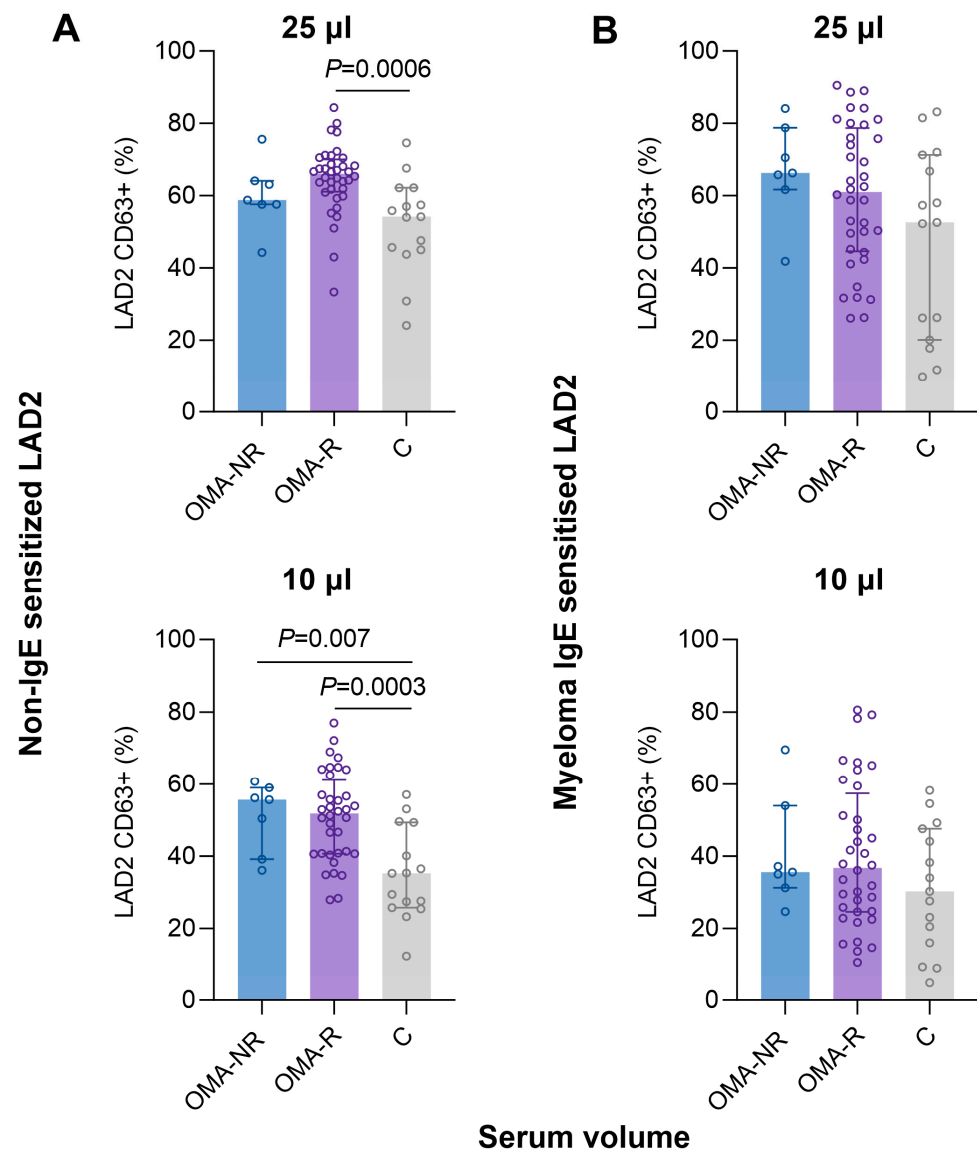 A
B
25 µl
25 µl
P=0.0006
100
80
60
40
20
0
LAD2 CD63+ (%)
OMA-NR
OMA-R
C
100
80
60
40
20
0
LAD2 CD63+ (%)
OMA-NR
OMA-R
C
Non-IgE sensitized LAD2
Myeloma IgE sensitised LAD2
10 µl
10 µl
P=0.007
P=0.0003
100
80
60
40
20
0
LAD2 CD63+ (%)
OMA-NR
OMA-R
C
100
80
60
40
20
0
LAD2 CD63+ (%)
OMA-NR
OMA-R
C
Serum volume